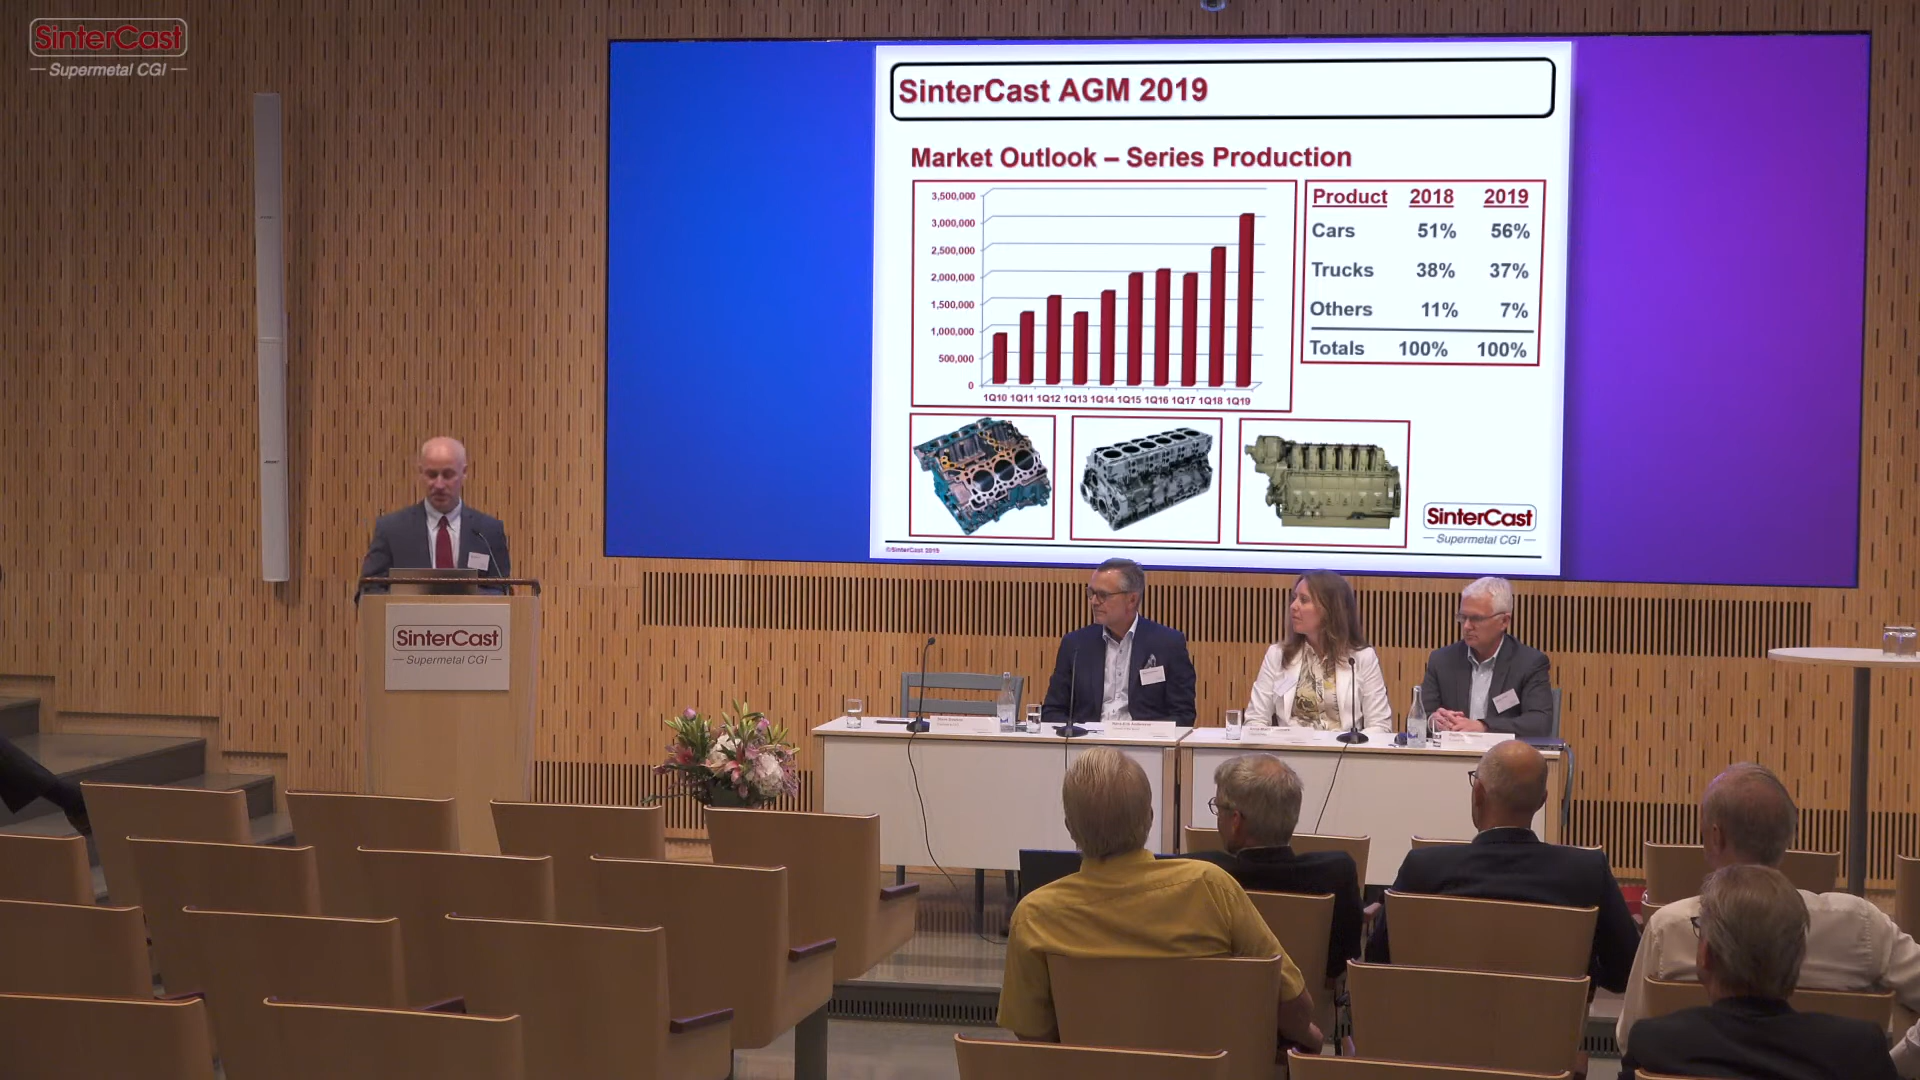 SinterCast
Supermetal CGI
SinterCast AGM 2019
Market Outlook – Series Production
3,500,000
3,000,000
2,500,000
2,000,000
1,500,000
1,000,000
500,000
0
1Q10 1Q11 1Q12 1Q13 1Q14 1Q15 1Q16 1Q17 1Q18 1Q19
Product 2018 2019
Cars 51% 56%
Trucks 38% 37%
Others 11% 7%
Totals 100% 100%
SinterCast
Supermetal CGI
©SinterCast 2019
SinterCast
Supermetal CGI